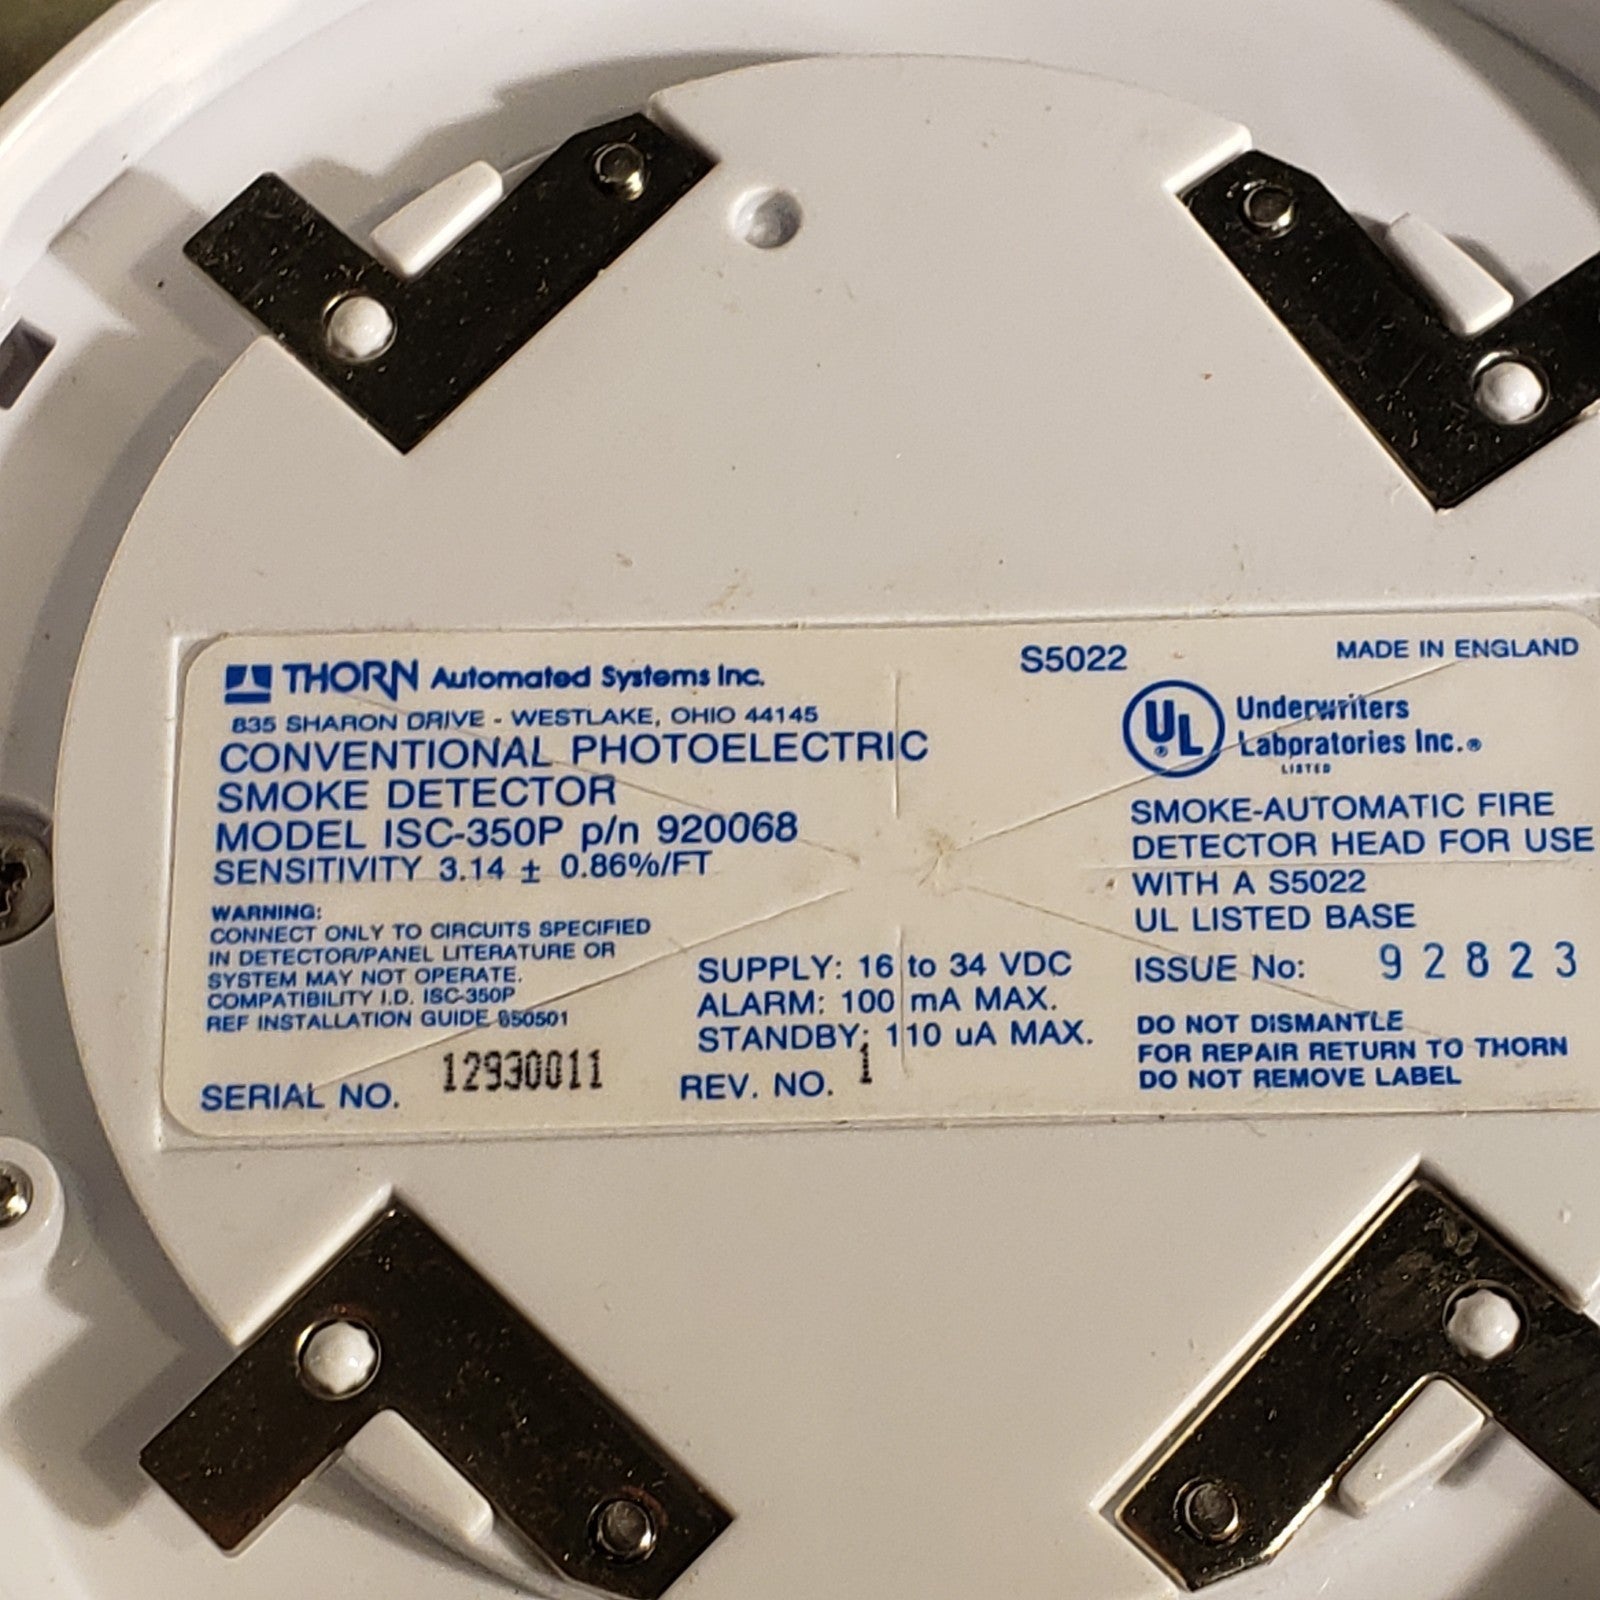 THORN Automated Systems Inc.
835 SHARON DRIVE - WESTLAKE, OHIO 44145
CONVENTIONAL PHOTOELECTRIC
SMOKE DETECTOR
MODEL ISC-350P p/n 920068
SENSITIVITY 3.14 ± 0.86%/FT
WARNING:
CONNECT ONLY TO CIRCUITS SPECIFIED
IN DETECTOR/PANEL LITERATURE OR
SYSTEM MAY NOT OPERATE.
COMPATIBILITY I.D. ISC-350P
REF INSTALLATION GUIDE 850501
SERIAL NO. 12930011
SUPPLY: 16 to 34 VDC
ALARM: 100 mA MAX.
STANDBY: 110 uA MAX.
REV. NO. 1
S5022
MADE IN ENGLAND
UL ®
Underwriters
Laboratories Inc.®
LISTED
SMOKE-AUTOMATIC FIRE
DETECTOR HEAD FOR USE
WITH A S5022
UL LISTED BASE
ISSUE No: 92823
DO NOT DISMANTLE
FOR REPAIR RETURN TO THORN
DO NOT REMOVE LABEL